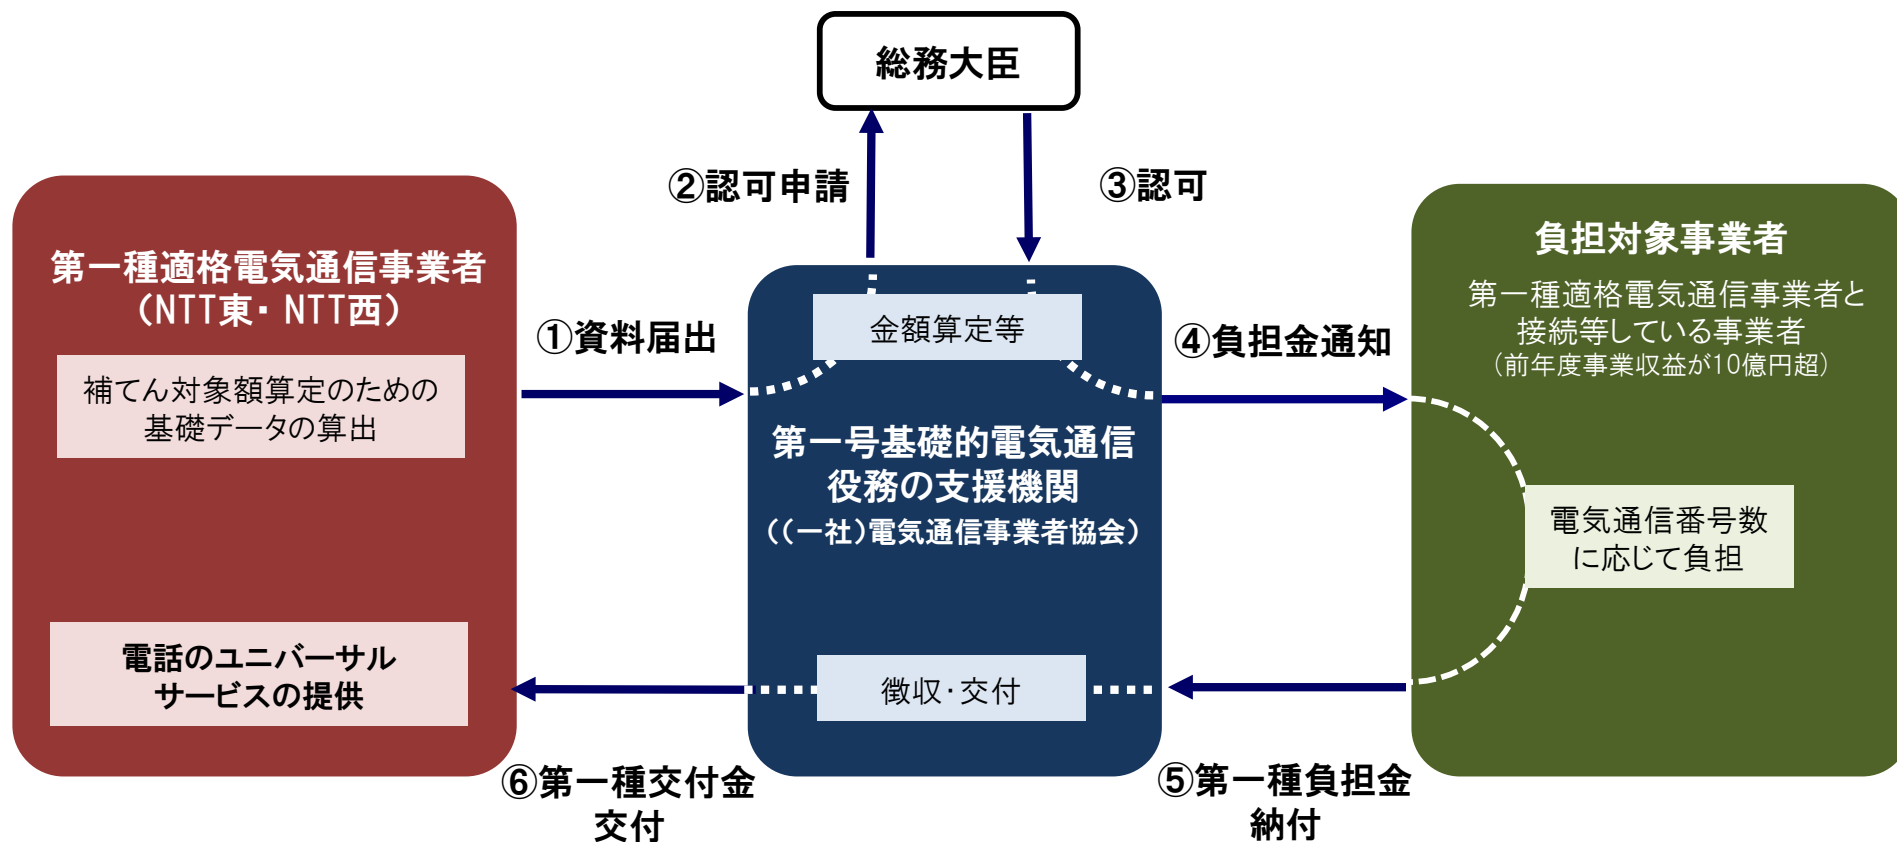 総務大臣
②認可申請
③認可
第一種適格電気通信事業者
（NTT東・NTT西）
補てん対象額算定のための
基礎データの算出
電話のユニバーサル
サービスの提供
①資料届出
金額算定等
第一号基礎的電気通信
役務の支援機関
（（一社）電気通信事業者協会）
徴収・交付
④負担金通知
負担対象事業者
第一種適格電気通信事業者と
接続等している事業者
（前年度事業収益が10億円超）
電気通信番号数
に応じて負担
⑤第一種負担金
納付
⑥第一種交付金
交付